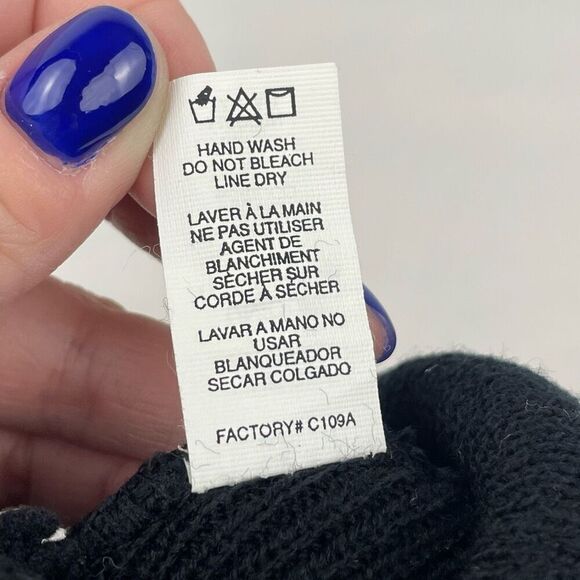 HAND WASH
DO NOT BLEACH
LINE DRY
LAVER À LA MAIN
NE PAS UTILISER
AGENT DE
BLANCHIMENT
SÉCHER SUR
CORDE À SÉCHER
LAVAR A MANO NO
USAR
BLANQUEADOR
SECAR COLGADO
FACTORY# C109A